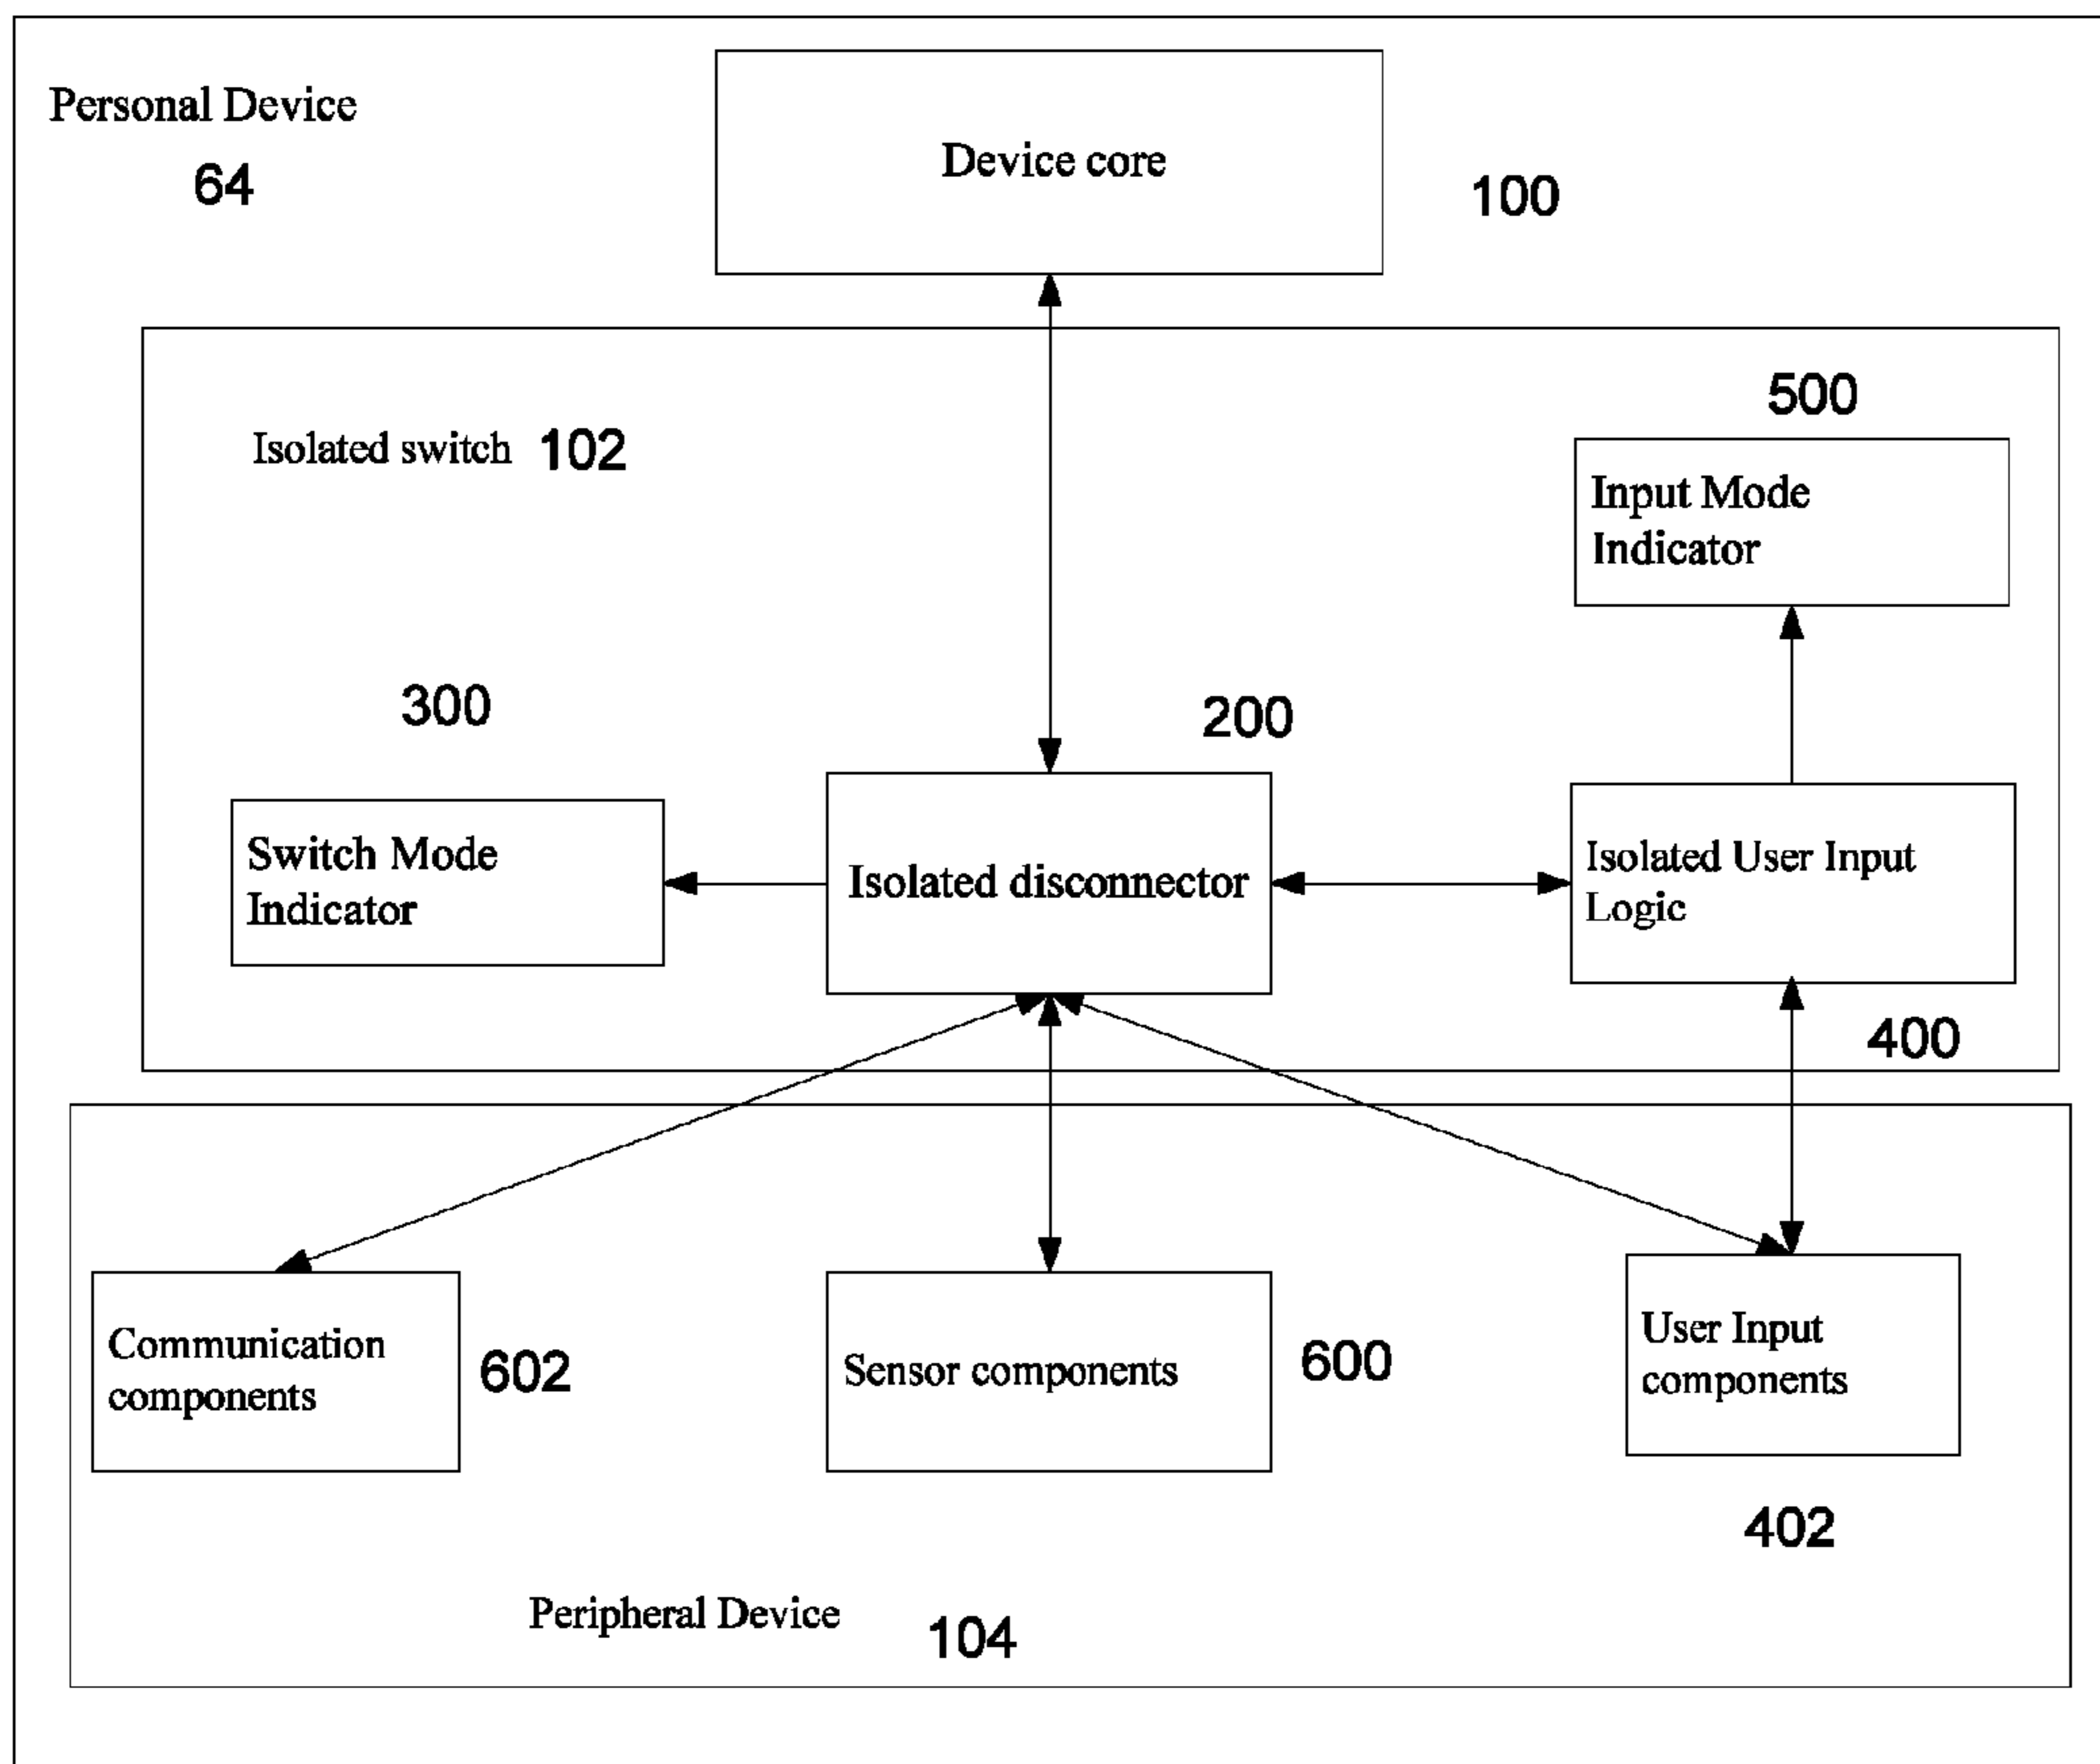 Personal Device
64
Device core
100
Isolated switch 102
500
Input Mode
Indicator
300
200
Switch Mode
Indicator
Isolated disconnector
Isolated User Input
Logic
400
Communication
components
602
Sensor components
600
User Input
components
402
Peripheral Device
104